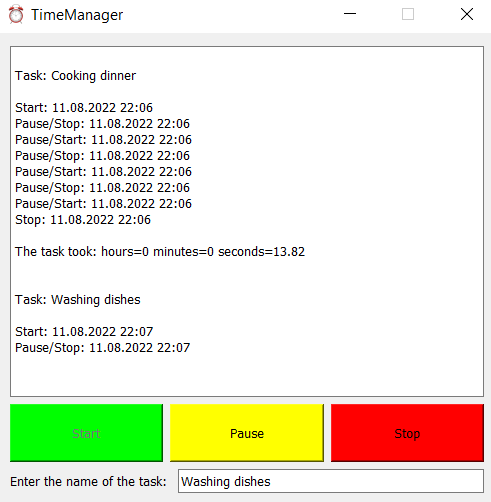 TimeManager
Task: Cooking dinner
Start: 11.08.2022 22:06
Pause/Stop: 11.08.2022 22:06
Pause/Start: 11.08.2022 22:06
Pause/Stop: 11.08.2022 22:06
Pause/Start: 11.08.2022 22:06
Pause/Stop: 11.08.2022 22:06
Pause/Start: 11.08.2022 22:06
Stop: 11.08.2022 22:06
The task took: hours=0 minutes=0 seconds=13.82
Task: Washing dishes
Start: 11.08.2022 22:07
Pause/Stop: 11.08.2022 22:07
Start Pause Stop
Enter the name of the task: Washing dishes